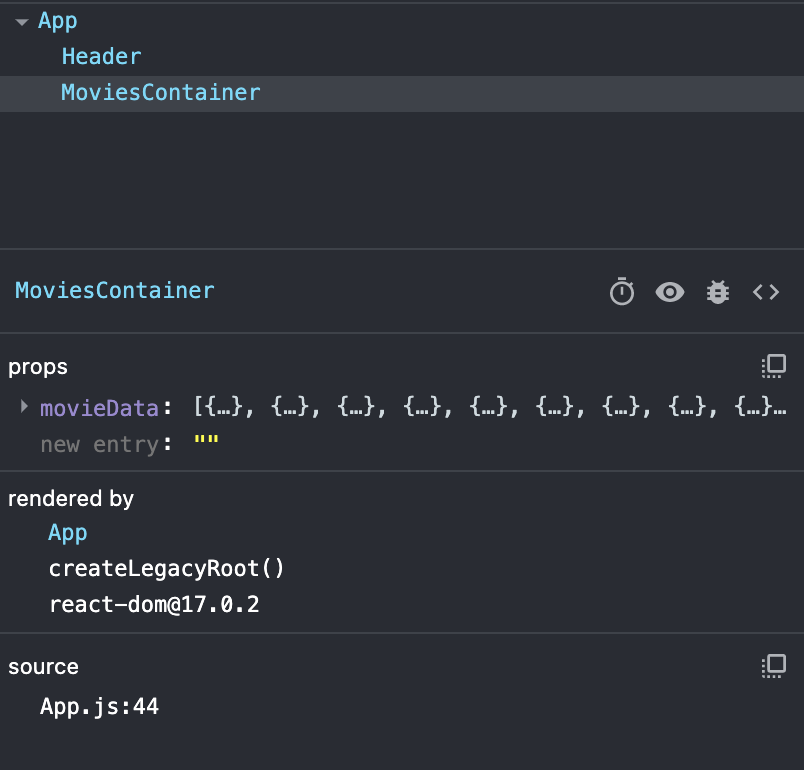 App
Header
MoviesContainer
MoviesContainer
props
movieData: [{…}, {…}, {…}, {…}, {…}, {…}, {…}, {…}, {…}…
new entry: ""
rendered by
App
createLegacyRoot()
react-dom@17.0.2
source
App.js:44